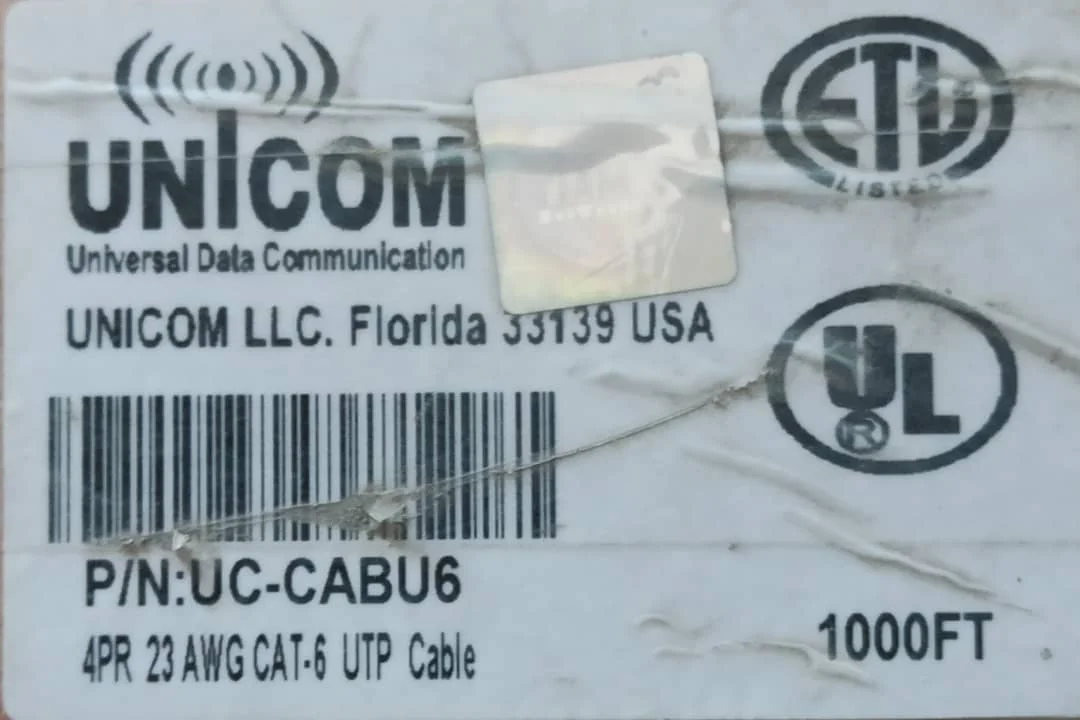 UNICOM
Universal Data Communication
UNICOM LLC. Florida 33139 USA
ETL
LISTED
UL
®
P/N:UC-CABU6
4PR 23 AWG CAT-6 UTP Cable
1000FT